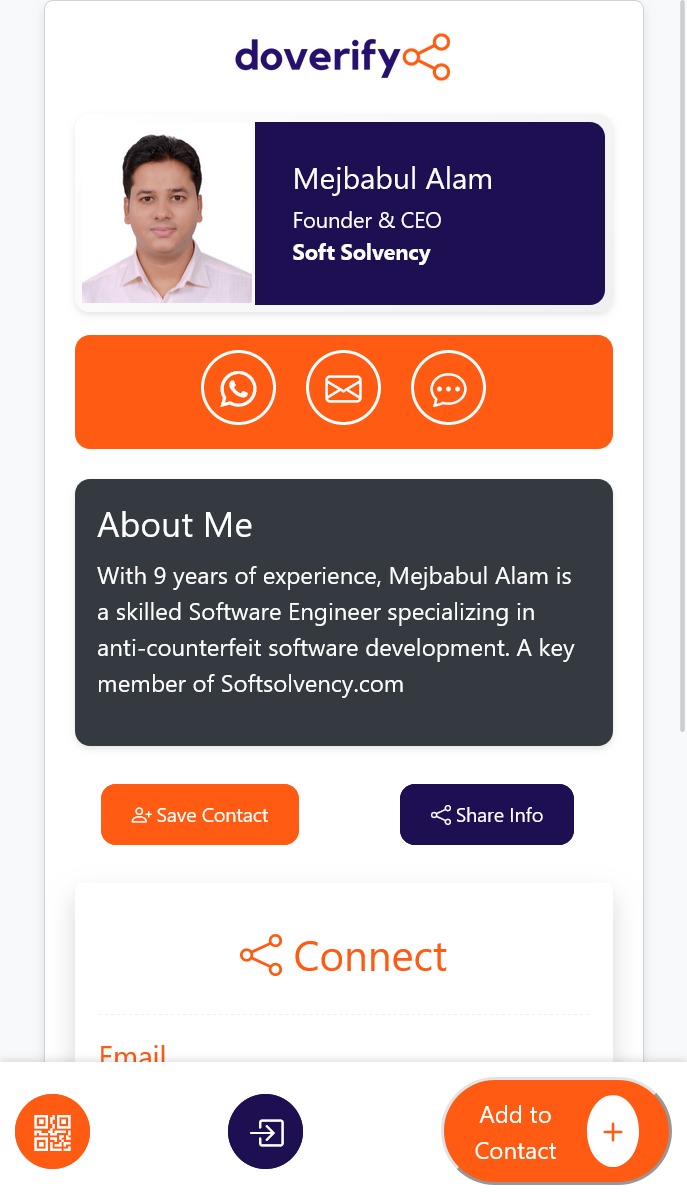 doverify
Mejbabul Alam
Founder & CEO
Soft Solvency
About Me
With 9 years of experience, Mejbabul Alam is
a skilled Software Engineer specializing in
anti-counterfeit software development. A key
member of Softsolvency.com
Save Contact
Share Info
Connect
Email
Add to
Contact